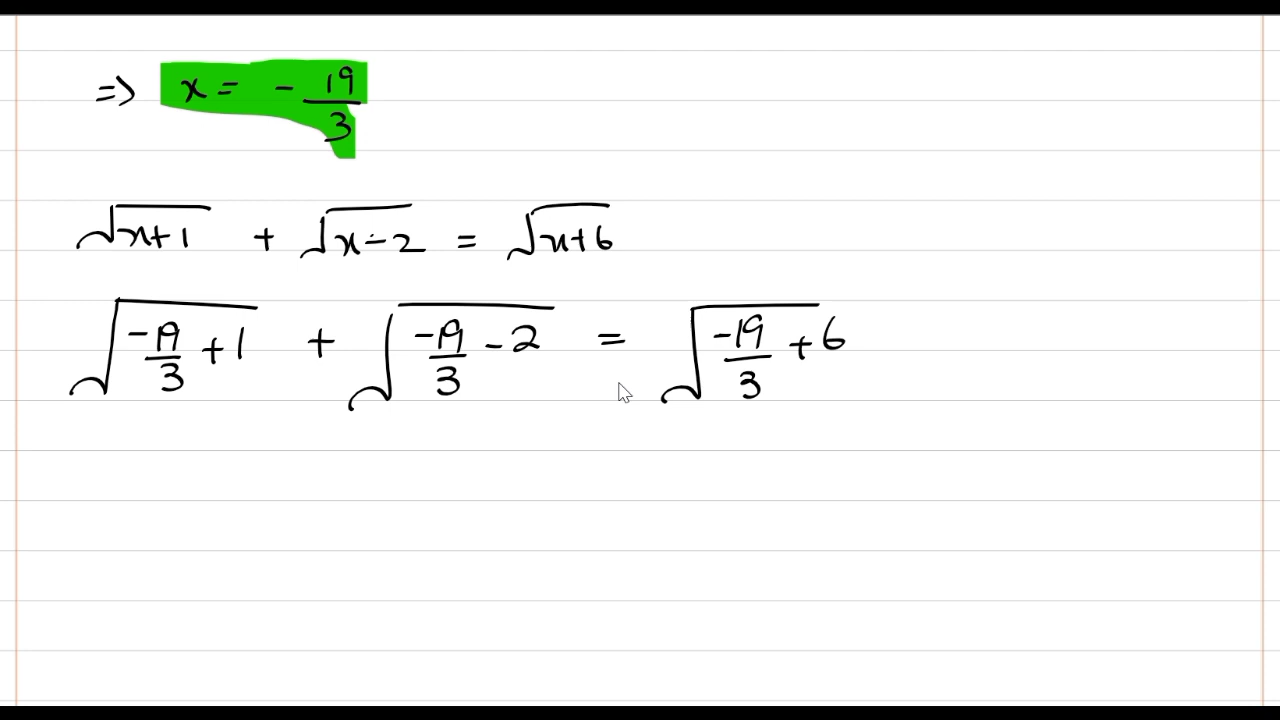 => x = - 19/3
√(x+1) + √(x-2) = √(x+6)
√(-19/3 + 1) + √(-19/3 - 2) = √(-19/3 + 6)